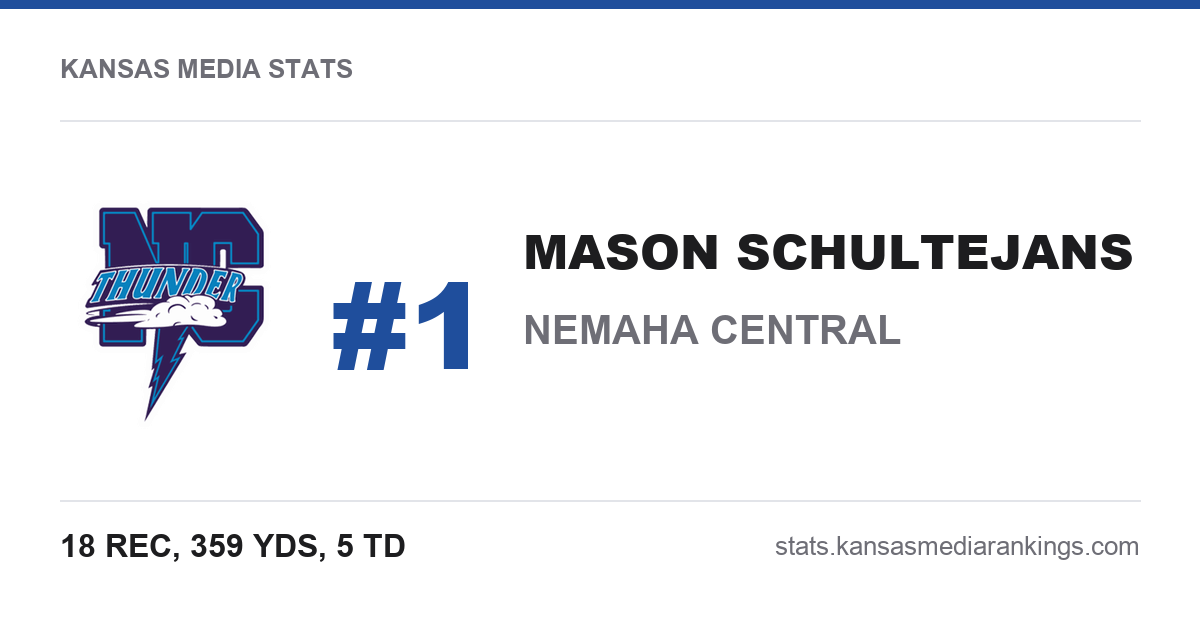 KANSAS MEDIA STATS
NC
THUNDER
#1
MASON SCHULTEJANS
NEMAHA CENTRAL
18 REC, 359 YDS, 5 TD
stats.kansasmediarankings.com